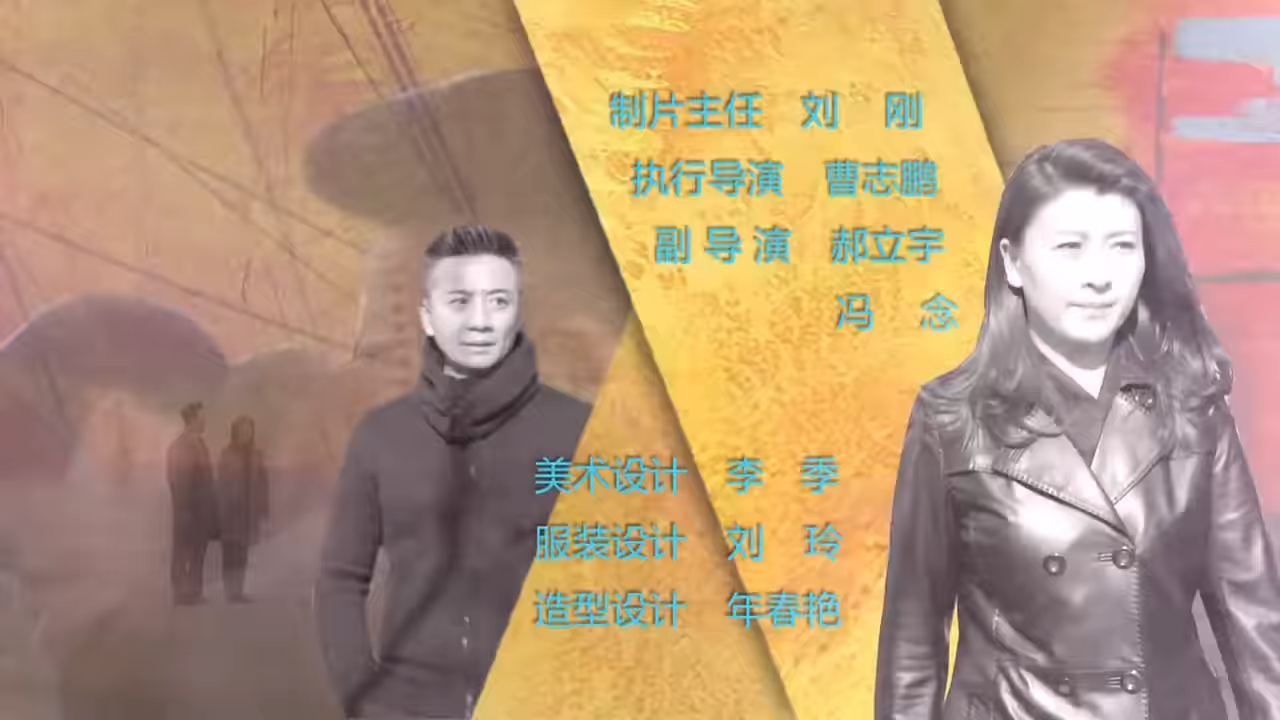 制片主任 刘 刚
执行导演 曹志鹏
副导演 郝立宇
冯 念
美术设计 李 季
服装设计 刘 玲
造型设计 年春艳